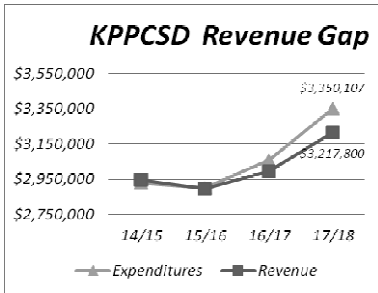 KPPCSD Revenue Gap
$3,550,000
$3,350,107
$3,350,000
$3,150,000
$3,217,800
$2,950,000
$2,750,000
14/15 15/16 16/17 17/18
Expenditures Revenue